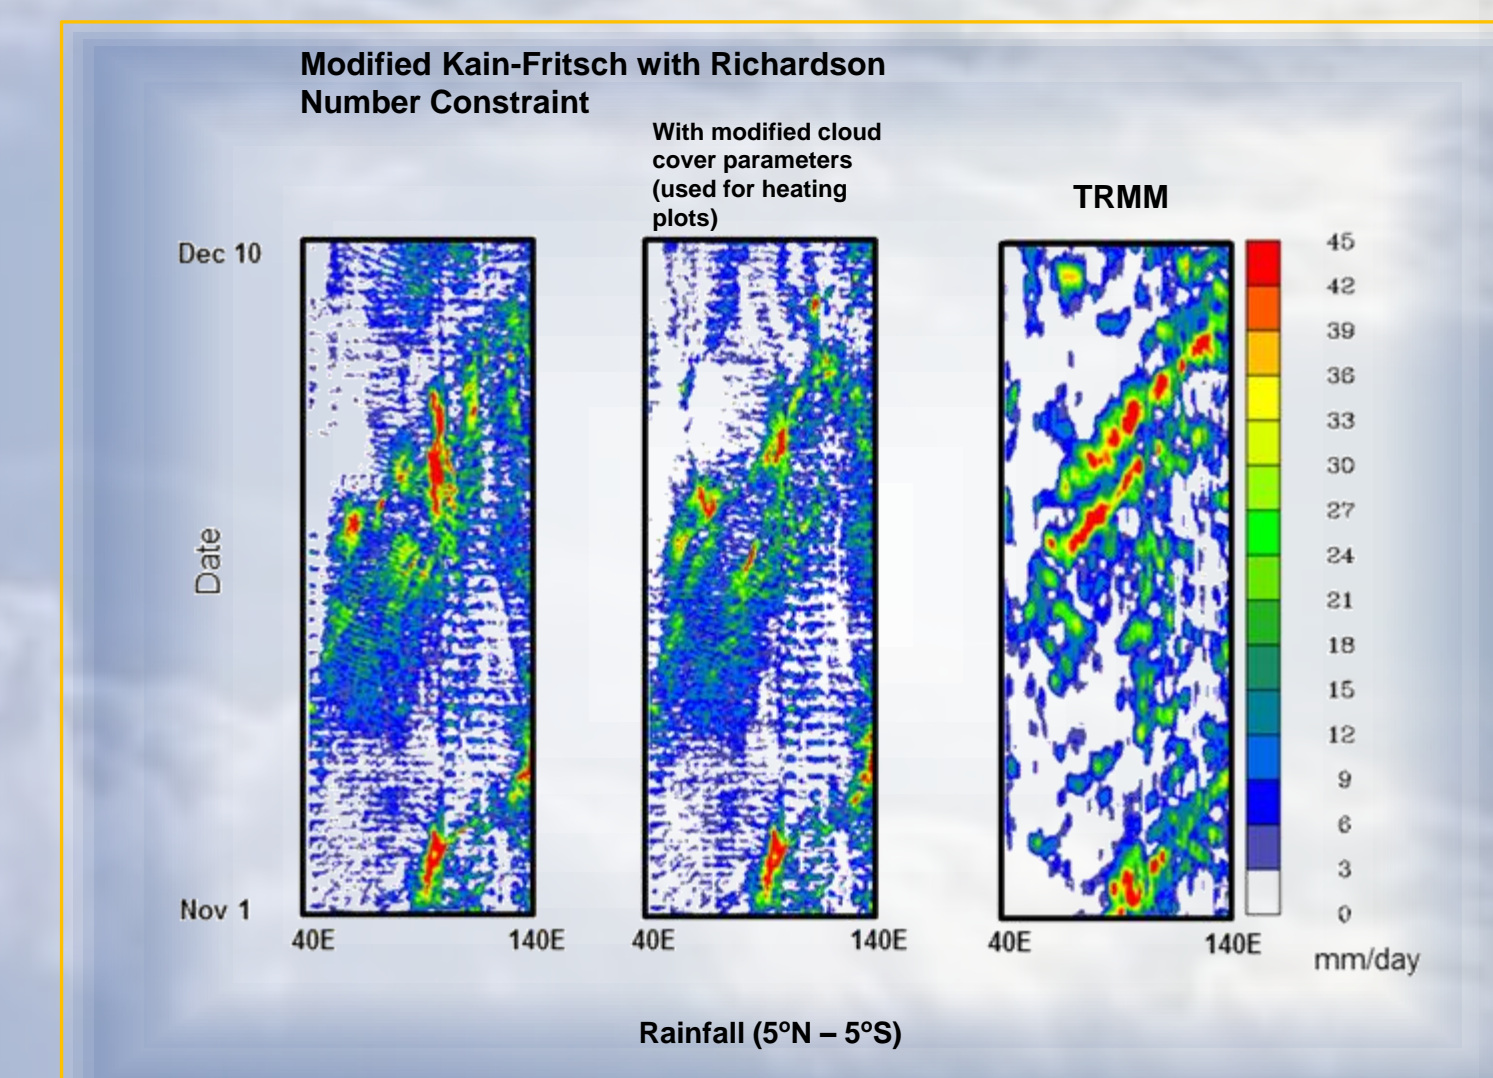 Modified Kain-Fritsch with Richardson
Number Constraint
With modified cloud
cover parameters
(used for heating
plots)
TRMM
Dec 10
Date
Nov 1
40E
140E
40E
140E
40E
140E
45
42
39
36
33
30
27
24
21
18
15
12
9
6
3
0
mm/day
Rainfall (5°N – 5°S)